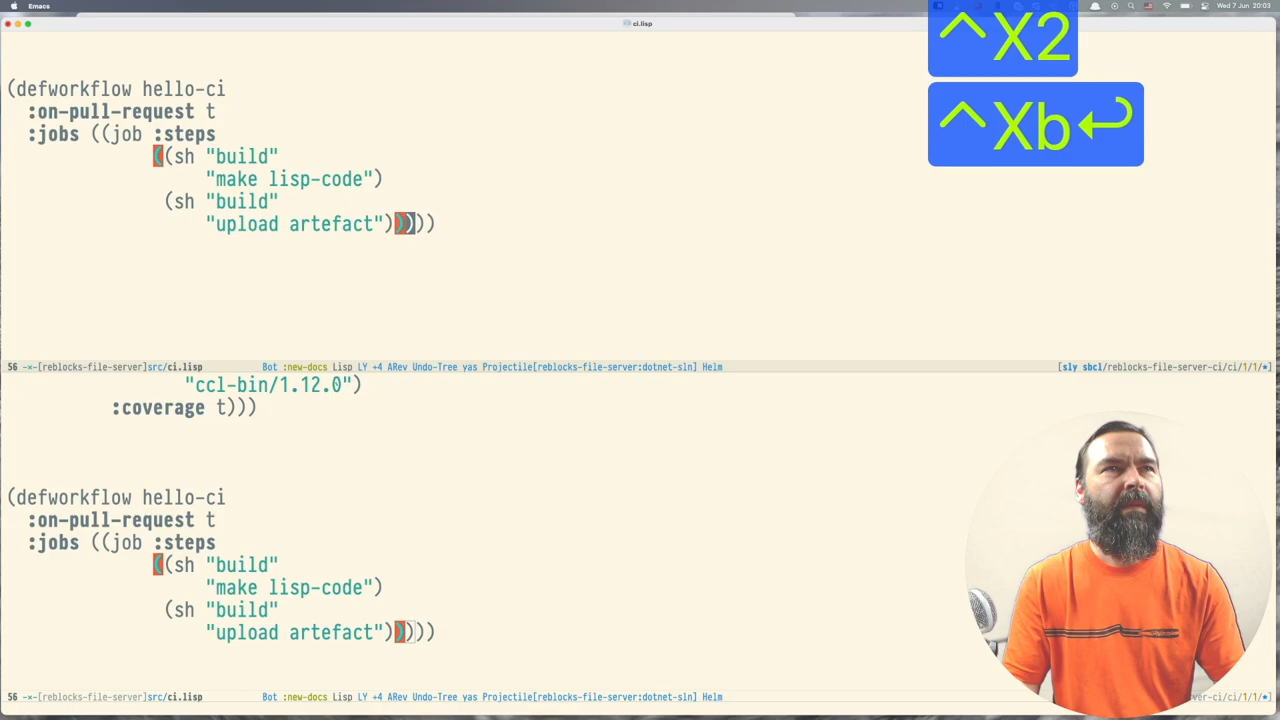 Emacs
Wed 7 Jun 20:03
ci.lisp
^X2
^Xb↩
(defworkflow hello-ci
:on-pull-request t
:jobs ((job :steps
((sh "build"
"make lisp-code")
(sh "build"
"upload artefact")))))
56 -×-[reblocks-file-server]src/ci.lisp Bot :new-docs Lisp LY +4 ARev Undo-Tree yas Projectile[reblocks-file-server:dotnet-sln] Helm [sly sbcl/reblocks-file-server-ci/ci/1/1/★]
"ccl-bin/1.12.0")
:coverage t)))
(defworkflow hello-ci
:on-pull-request t
:jobs ((job :steps
((sh "build"
"make lisp-code")
(sh "build"
"upload artefact")))))
56 -×-[reblocks-file-server]src/ci.lisp Bot :new-docs Lisp LY +4 ARev Undo-Tree yas Projectile[reblocks-file-server:dotnet-sln] Helm ver-ci/ci/1/1/★]